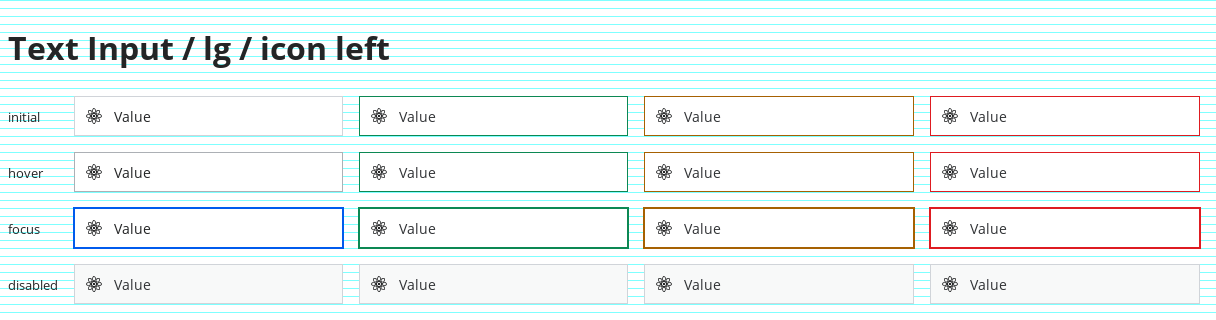 Text Input / lg / icon left
initial Value Value Value Value
hover Value Value Value Value
focus Value Value Value Value
disabled Value Value Value Value